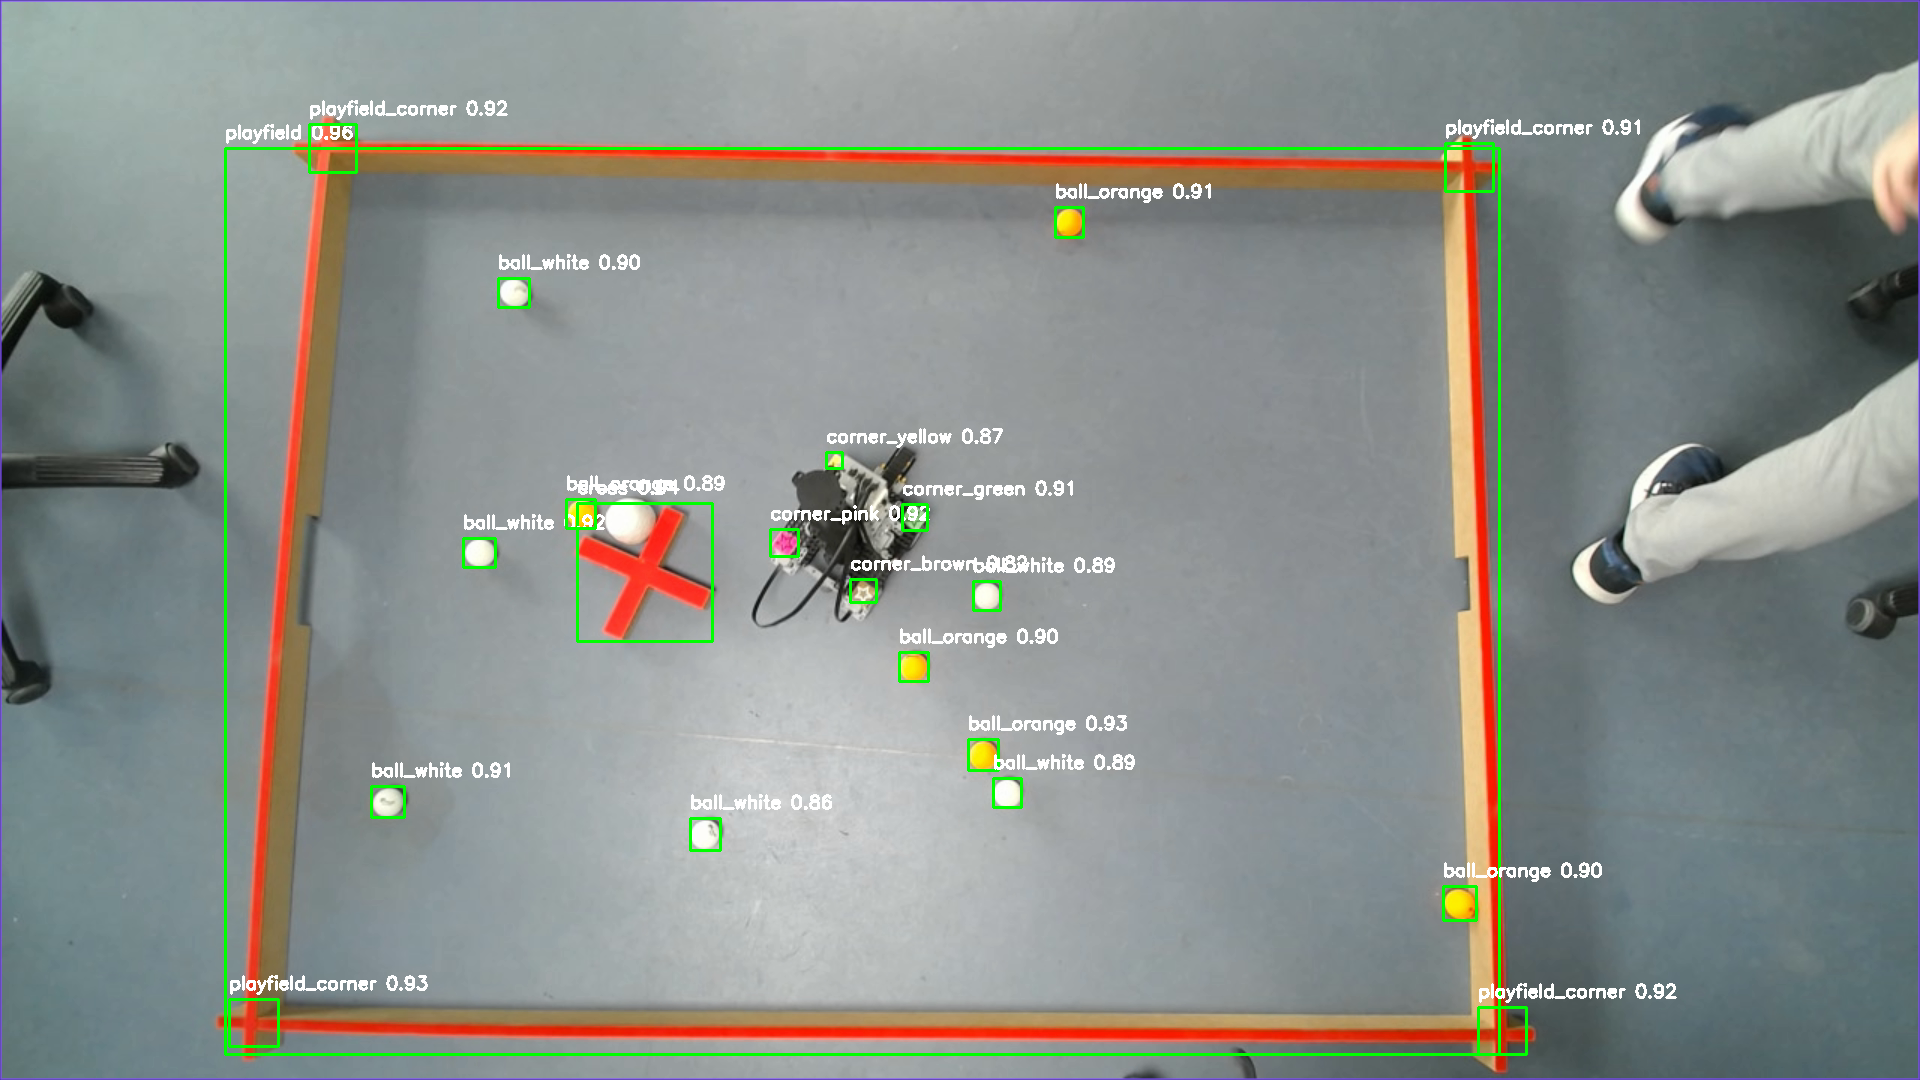 playfield_corner 0.92
playfield 0.96
playfield_corner 0.91
ball_orange 0.91
ball_white 0.90
corner_yellow 0.87
ball_orange 0.89
corner_green 0.91
corner_pink 0.92
ball_white 0.92
corner_brown
ball_white 0.89
ball_orange 0.90
ball_orange 0.93
ball_white 0.89
ball_white 0.91
ball_white 0.86
ball_orange 0.90
playfield_corner 0.93
playfield_corner 0.92